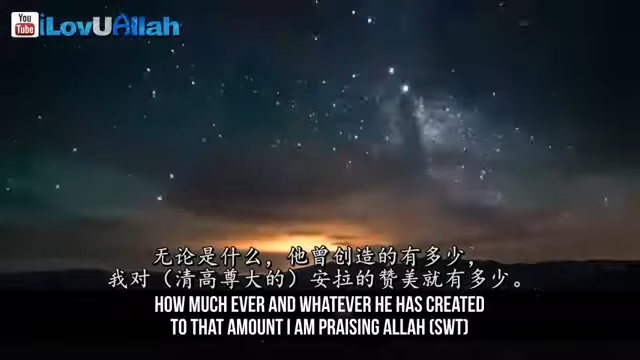 You
Tube
iLovUAllah
无论是什么，他曾创造的有多少，
我对（清高尊大的）安拉的赞美就有多少。
HOW MUCH EVER AND WHATEVER HE HAS CREATED
TO THAT AMOUNT I AM PRAISING ALLAH (SWT)